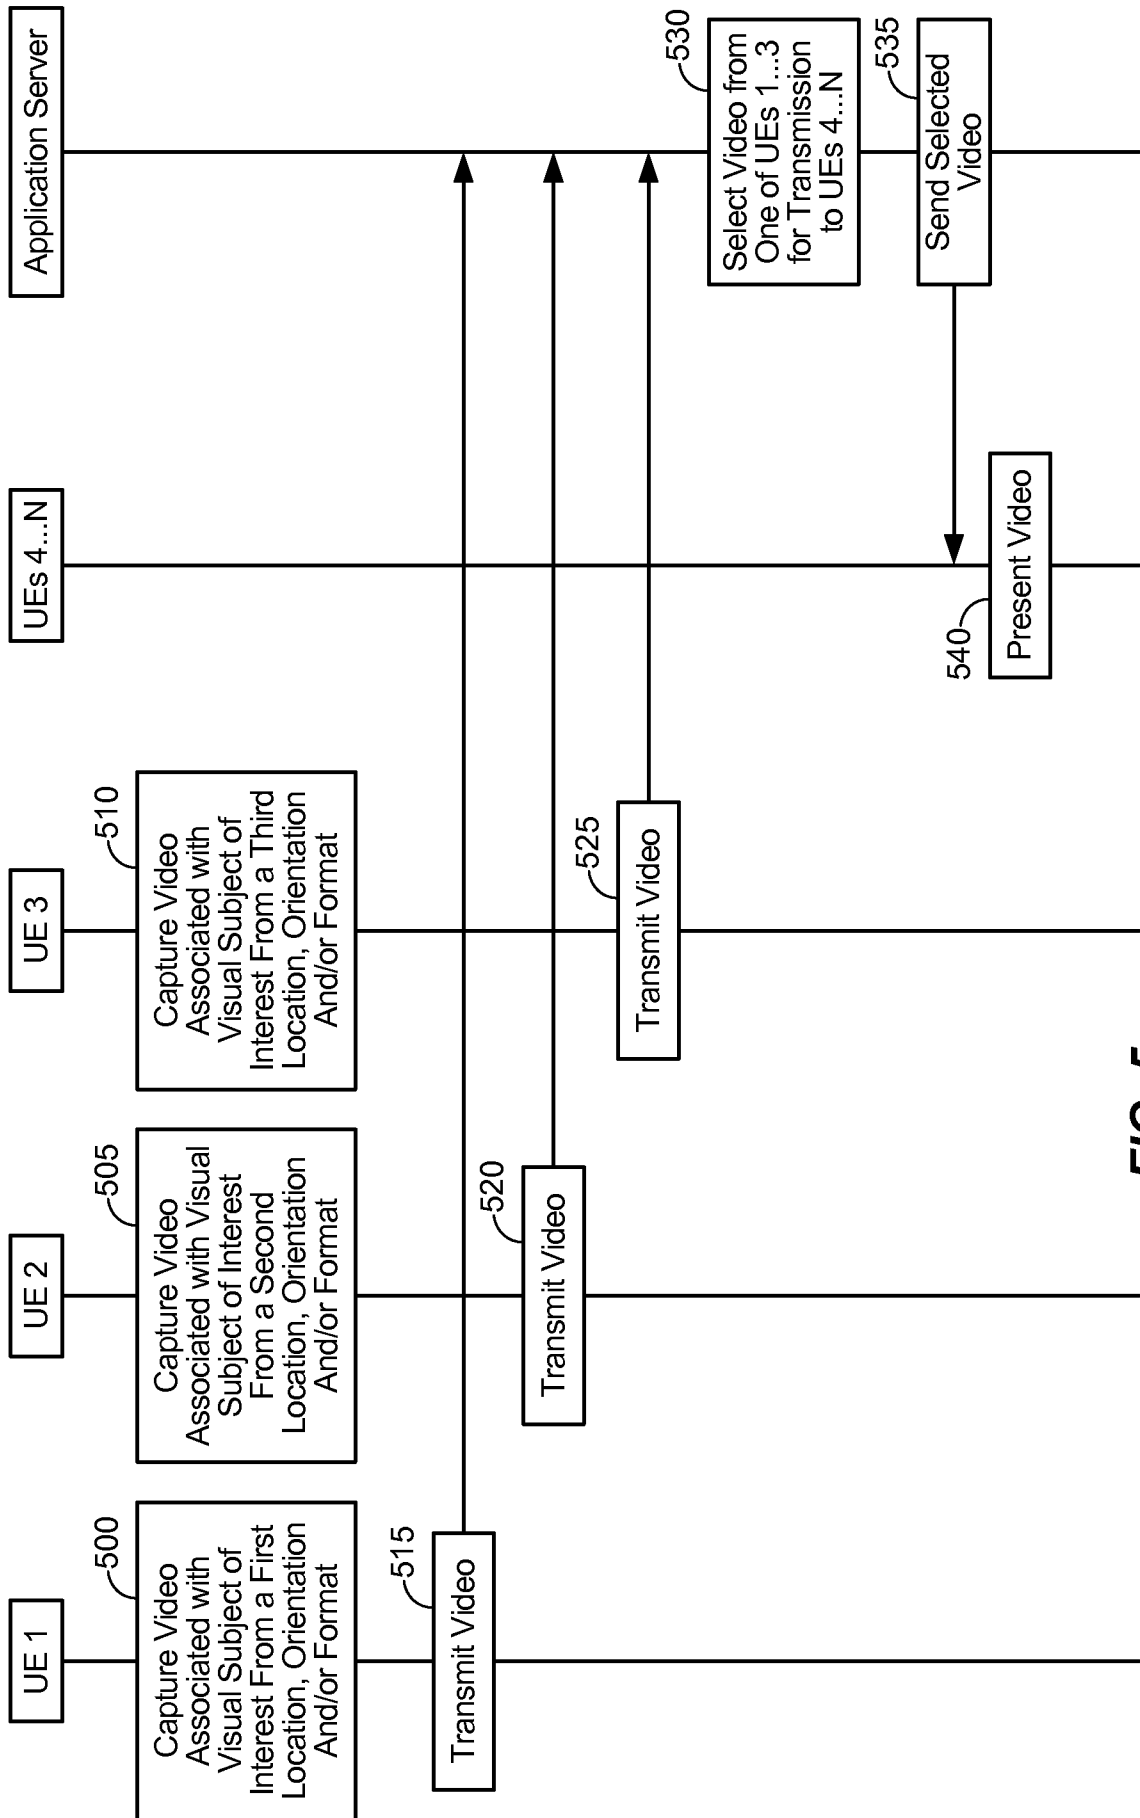 UE 1
UE 2
UE 3
UEs 4...N
Application Server
500
Capture Video
Associated with
Visual Subject of
Interest From a First
Location, Orientation
And/or Format
505
Capture Video
Associated with Visual
Subject of Interest
From a Second
Location, Orientation
And/or Format
510
Capture Video
Associated with
Visual Subject of
Interest From a Third
Location, Orientation
And/or Format
515
Transmit Video
520
Transmit Video
525
Transmit Video
530
Select Video from
One of UEs 1...3
for Transmission
to UEs 4...N
535
Send Selected
Video
540
Present Video
FIG. 5